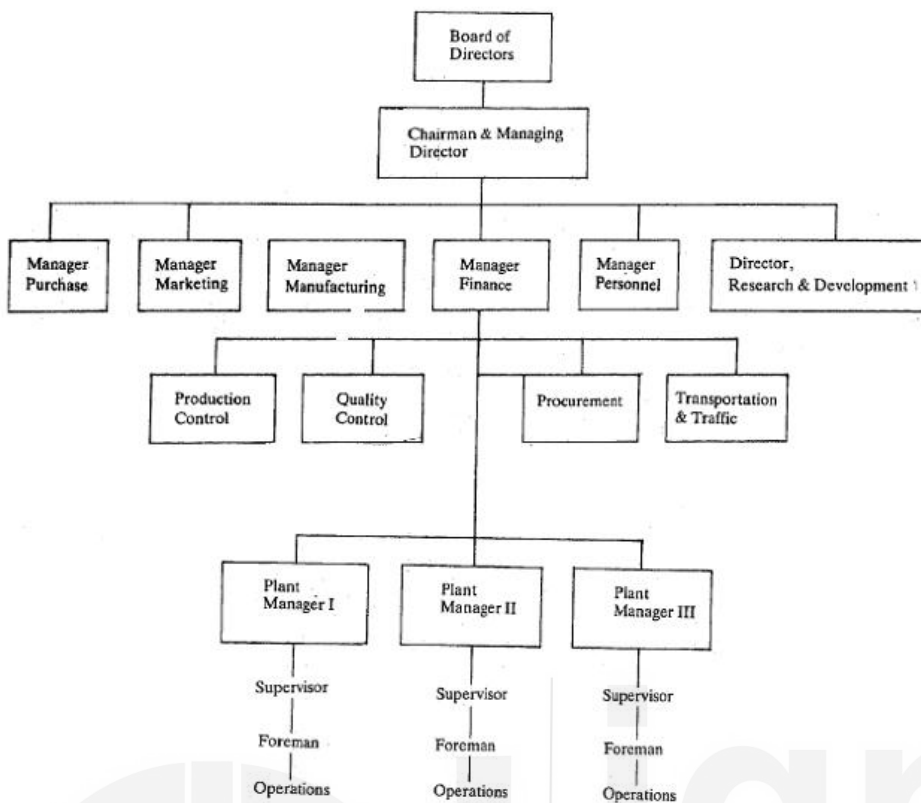 Board of
Directors
Chairman & Managing
Director
Manager
Purchase
Manager
Marketing
Manager
Manufacturing
Manager
Finance
Manager
Personnel
Director,
Research & Development
Production
Control
Quality
Control
Procurement
Transportation
& Traffic
Plant
Manager I
Plant
Manager II
Plant
Manager III
Supervisor
Supervisor
Supervisor
Foreman
Foreman
Foreman
Operations
Operations
Operations